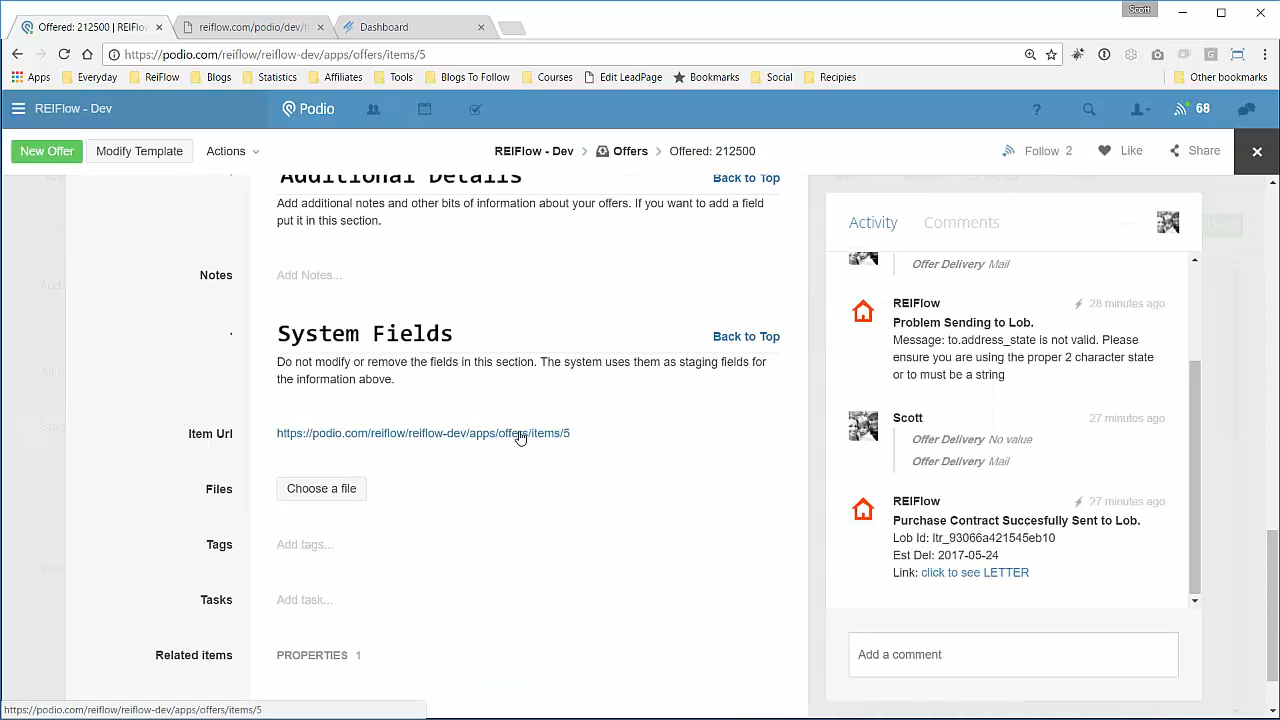 Scott
Offered: 212500 | REIFlow
reiflow.com/podio/dev/f
Dashboard
https://podio.com/reiflow/reiflow-dev/apps/offers/items/5
Apps Everyday ReiFlow Blogs Statistics Affiliates Tools Blogs To Follow Courses Edit LeadPage Bookmarks Social Recipies Other bookmarks
REIFlow - Dev Podio ? 68
New Offer Modify Template Actions REIFlow - Dev Offers Offered: 212500 Follow 2 Like Share
Additional Details Back to Top
Add additional notes and other bits of information about your offers. If you want to add a field
put it in this section.
Notes Add Notes...
. System Fields Back to Top
Do not modify or remove the fields in this section. The system uses them as staging fields for
the information above.
Item Url https://podio.com/reiflow/reiflow-dev/apps/offers/items/5
Files Choose a file
Tags Add tags...
Tasks Add task...
Related items PROPERTIES 1
Activity Comments
Offer Delivery Mail
REIFlow 28 minutes ago
Problem Sending to Lob.
Message: to.address_state is not valid. Please
ensure you are using the proper 2 character state
or to must be a string
Scott 27 minutes ago
Offer Delivery No value
Offer Delivery Mail
REIFlow 27 minutes ago
Purchase Contract Succesfully Sent to Lob.
Lob Id: ltr_93066a421545eb10
Est Del: 2017-05-24
Link: click to see LETTER
Add a comment
https://podio.com/reiflow/reiflow-dev/apps/offers/items/5